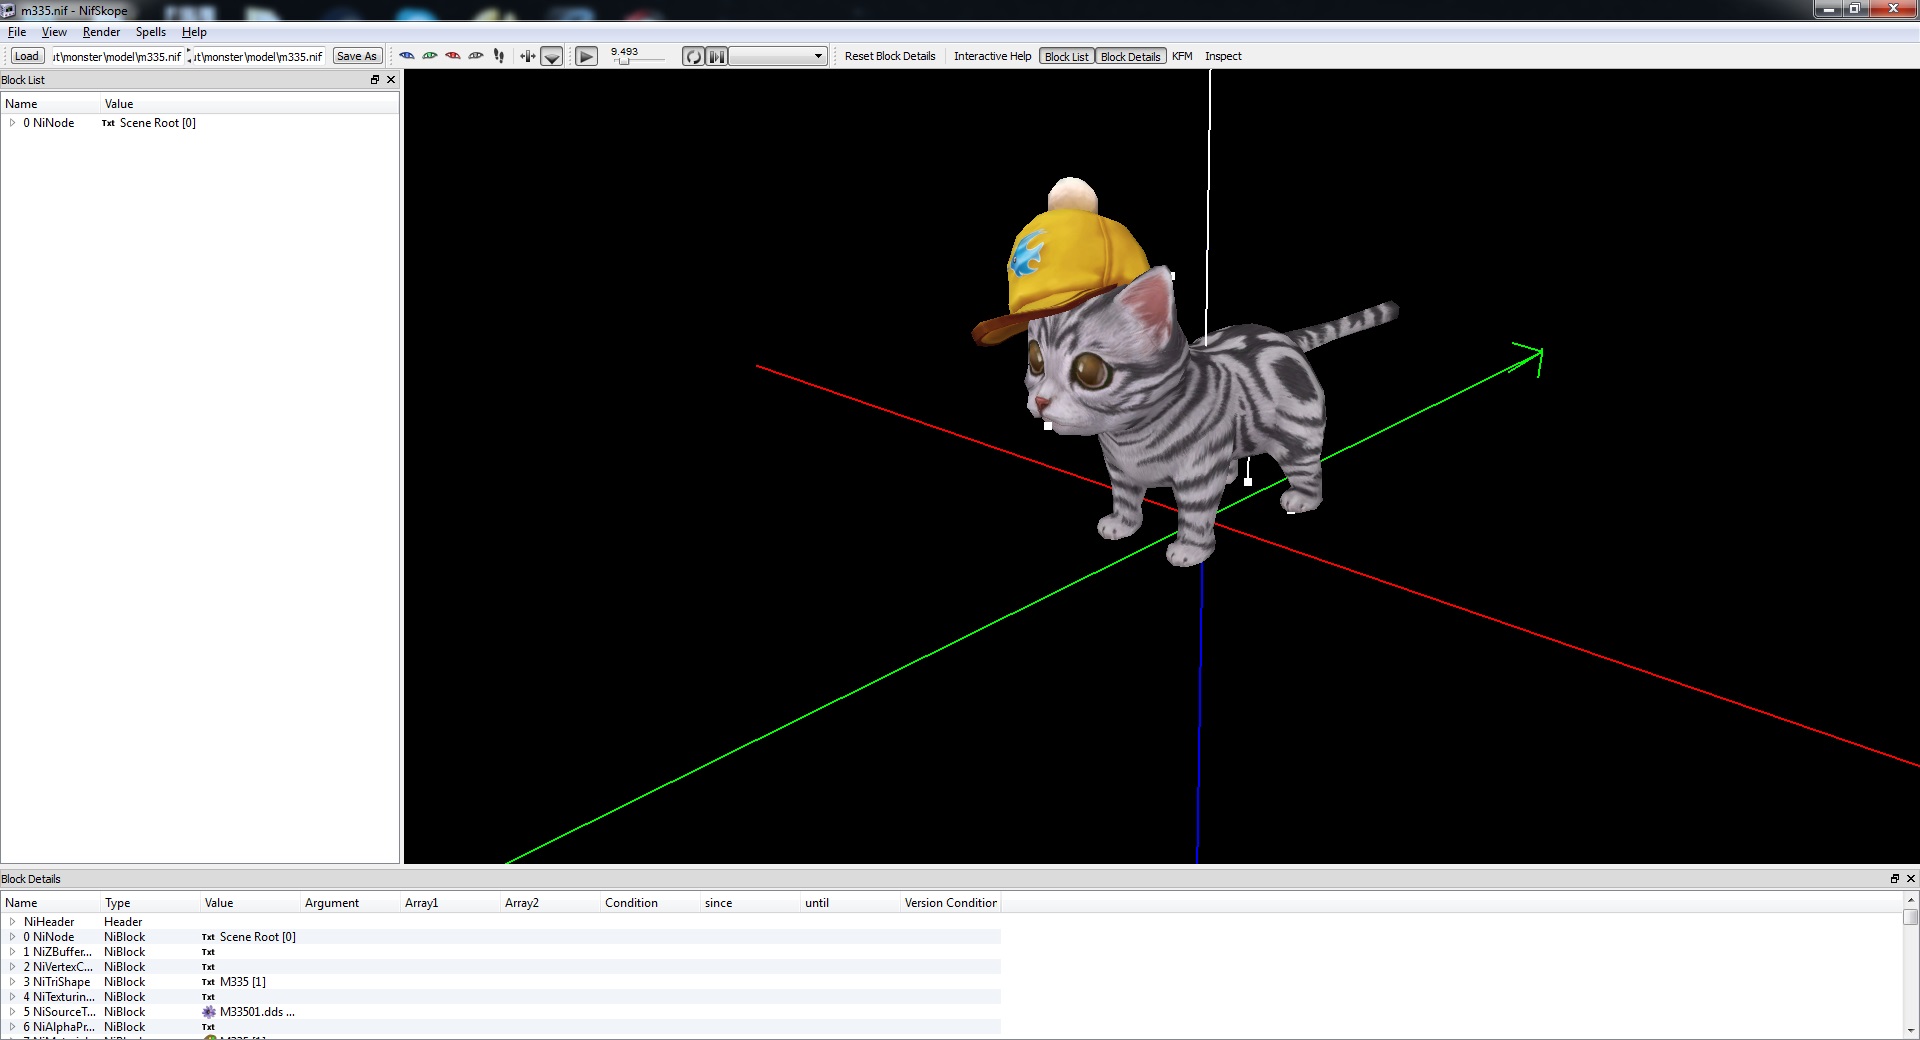 m335.nif - NifSkope
File View Render Spells Help
Load ut\monster\model\m335.nif ut\monster\model\m335.nif Save As 9.493 Reset Block Details Interactive Help Block List Block Details KFM Inspect
Block List
Name Value
0 NiNode Txt Scene Root [0]
Block Details
Name Type Value Argument Array1 Array2 Condition since until Version Condition
NiHeader Header
0 NiNode NiBlock Txt Scene Root [0]
1 NiZBuffer... NiBlock Txt
2 NiVertexC... NiBlock Txt
3 NiTriShape NiBlock Txt M335 [1]
4 NiTexturin... NiBlock Txt
5 NiSourceT... NiBlock M33501.dds ...
6 NiAlphaPr... NiBlock Txt